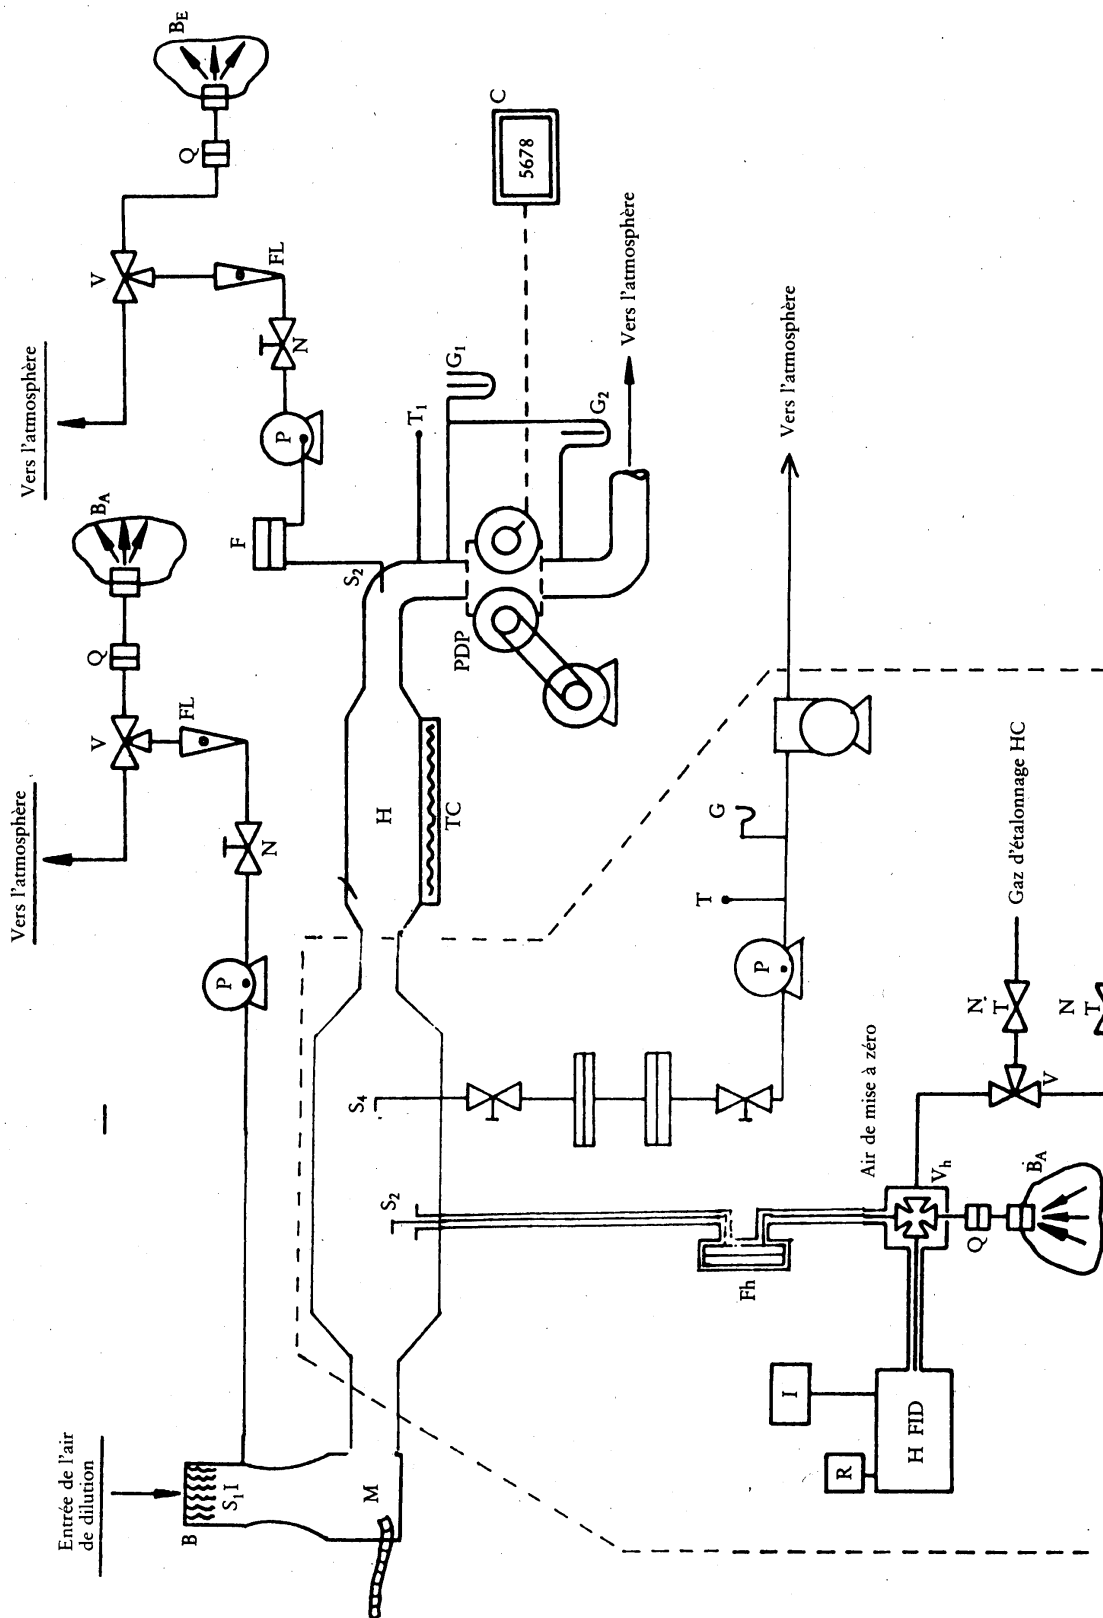 Entrée de l'air
de dilution
B
S₁I
M
Vers l'atmosphère
V
Q
BA
FL
N
P
Vers l'atmosphère
V
Q
BE
FL
N
P
F
S₂
T₁
G₁
G₂
C
5678
PDP
Vers l'atmosphère
H
TC
S₄
S₂
P
T
G
Vers l'atmosphère
Fh
Air de mise à zéro
Vh
V
N
T
Gaz d'étalonnage HC
N
T
Q
BA
I
R
H FID